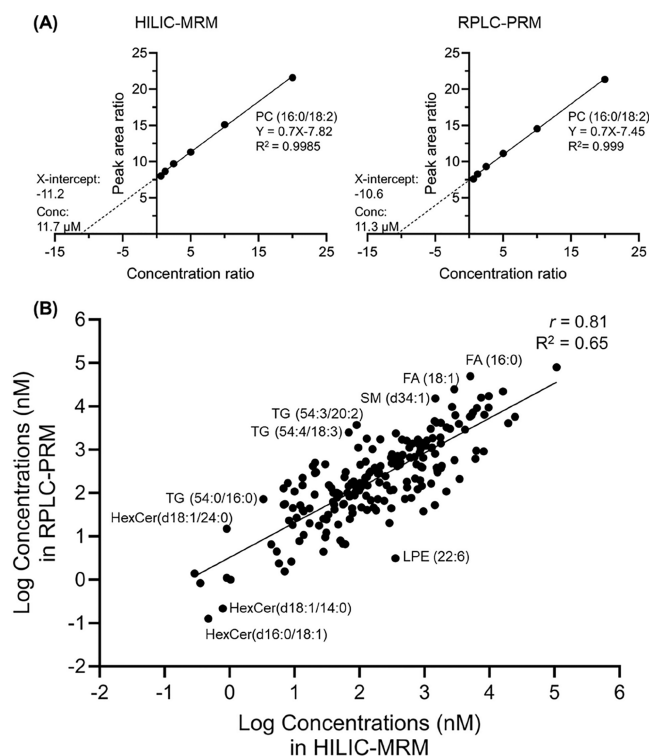 (A)
HILIC-MRM
RPLC-PRM
Peak area ratio
25
20
15
10
5
0
PC (16:0/18:2)
Y = 0.7X-7.82
R² = 0.9985
X-intercept:
-11.2
Conc:
11.7 µM
-15
-5
5
15
25
Concentration ratio
Peak area ratio
25
20
15
10
5
0
PC (16:0/18:2)
Y = 0.7X-7.45
R²= 0.999
X-intercept:
-10.6
Conc:
11.3 µM
-15
-5
5
15
25
Concentration ratio
(B)
Log Concentrations (nM)
in RPLC-PRM
6
5
4
3
2
1
0
-1
-2
r = 0.81
R² = 0.65
FA (16:0)
FA (18:1)
SM (d34:1)
TG (54:3/20:2)
TG (54:4/18:3)
TG (54:0/16:0)
HexCer(d18:1/24:0)
LPE (22:6)
HexCer(d18:1/14:0)
HexCer(d16:0/18:1)
-2
-1
0
1
2
3
4
5
6
Log Concentrations (nM)
in HILIC-MRM